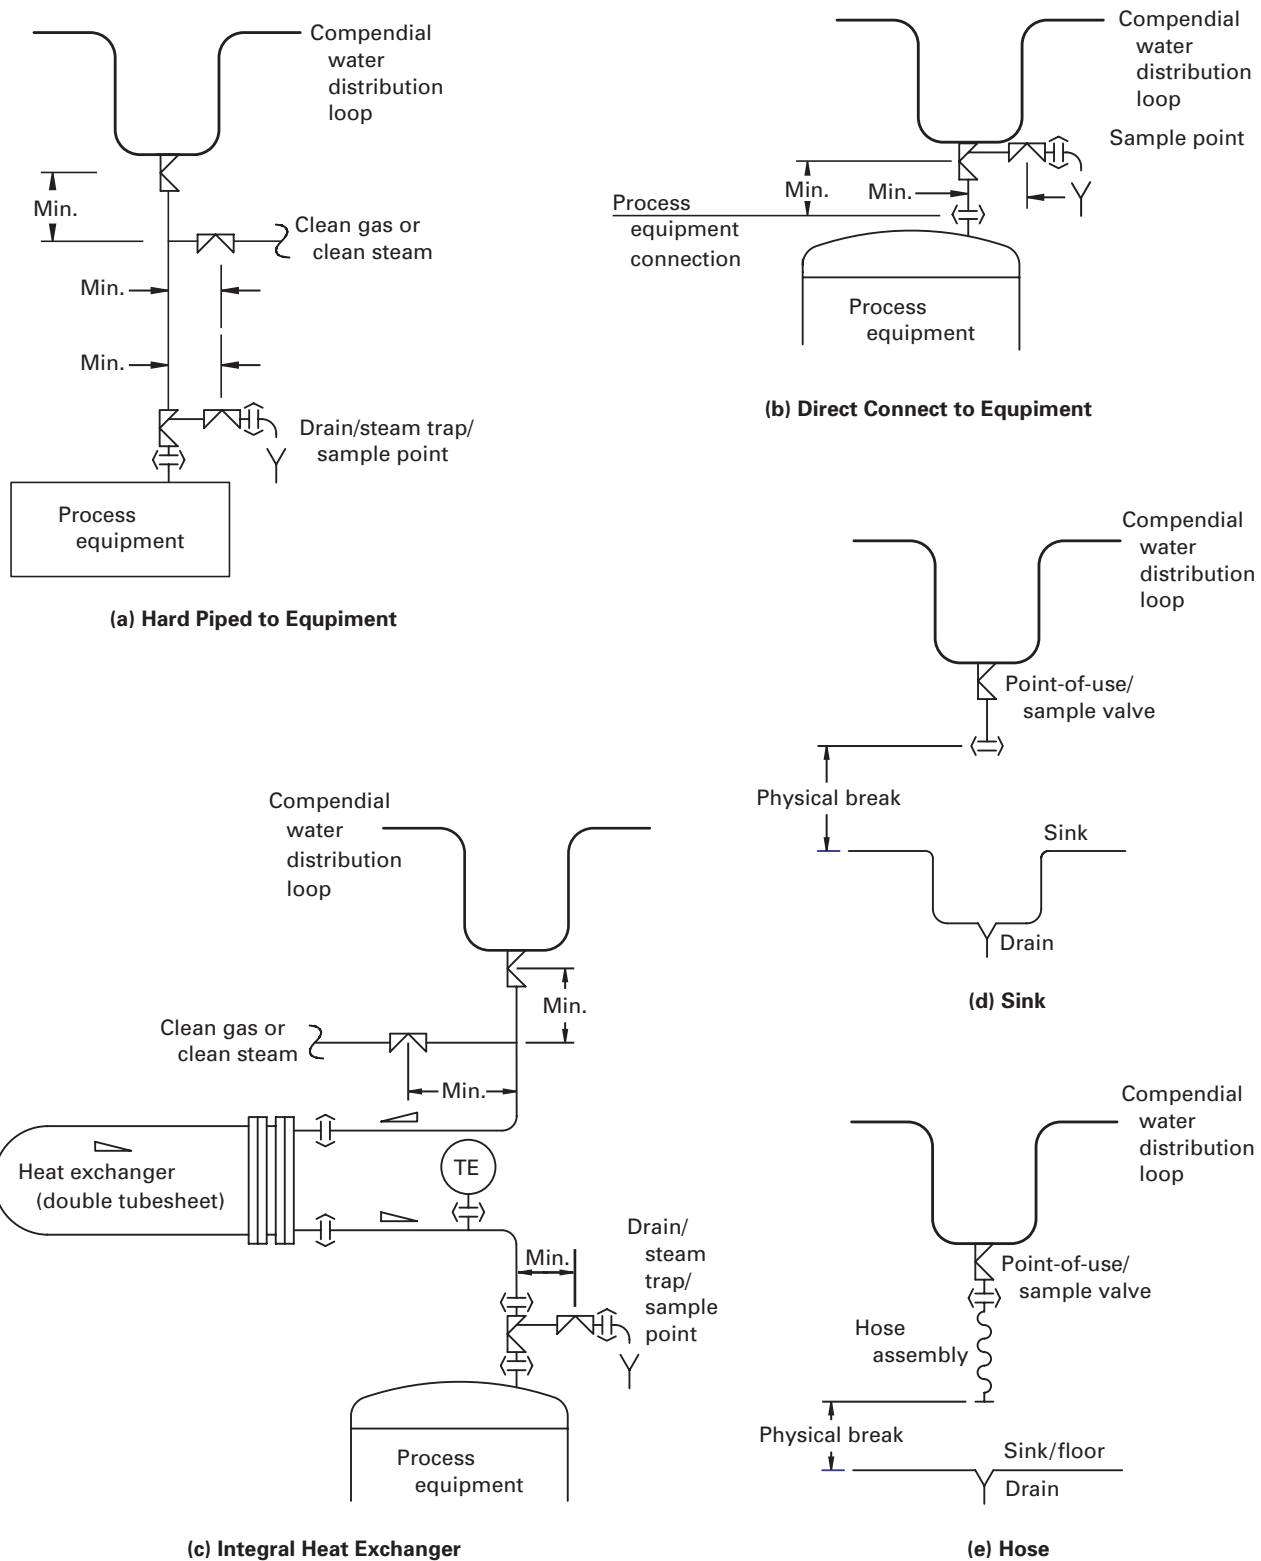 Compendial
water
distribution
loop
Min.
Clean gas or
clean steam
Min.
Min.
Drain/steam trap/
sample point
Process
equipment
(a) Hard Piped to Equpiment
Compendial
water
distribution
loop
Sample point
Min.
Min.
Process
equipment
connection
Process
equipment
(b) Direct Connect to Equpiment
Compendial
water
distribution
loop
Min.
Clean gas or
clean steam
Min.
Heat exchanger
(double tubesheet)
TE
Min.
Drain/
steam
trap/
sample
point
Process
equipment
(c) Integral Heat Exchanger
Compendial
water
distribution
loop
Point-of-use/
sample valve
Physical break
Sink
Drain
(d) Sink
Compendial
water
distribution
loop
Point-of-use/
sample valve
Hose
assembly
Physical break
Sink/floor
Drain
(e) Hose